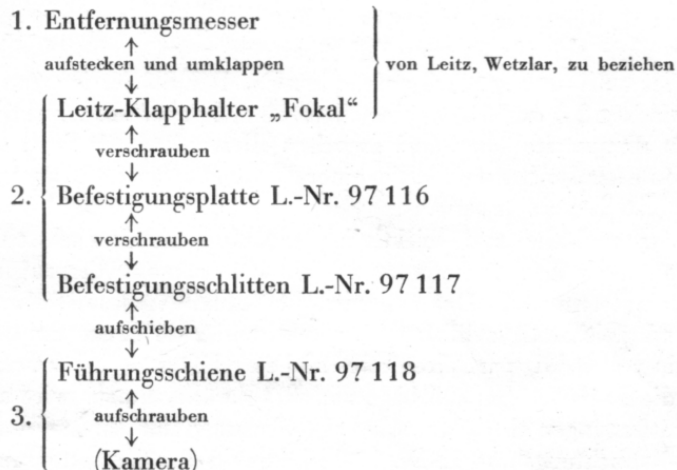 1. Entfernungsmesser
aufstecken und umklappen
von Leitz, Wetzlar, zu beziehen
Leitz-Klapphalter „Fokal“
verschrauben
2. Befestigungsplatte L.-Nr. 97 116
verschrauben
Befestigungsschlitten L.-Nr. 97 117
aufschieben
Führungsschiene L.-Nr. 97 118
3. aufschrauben
(Kamera)